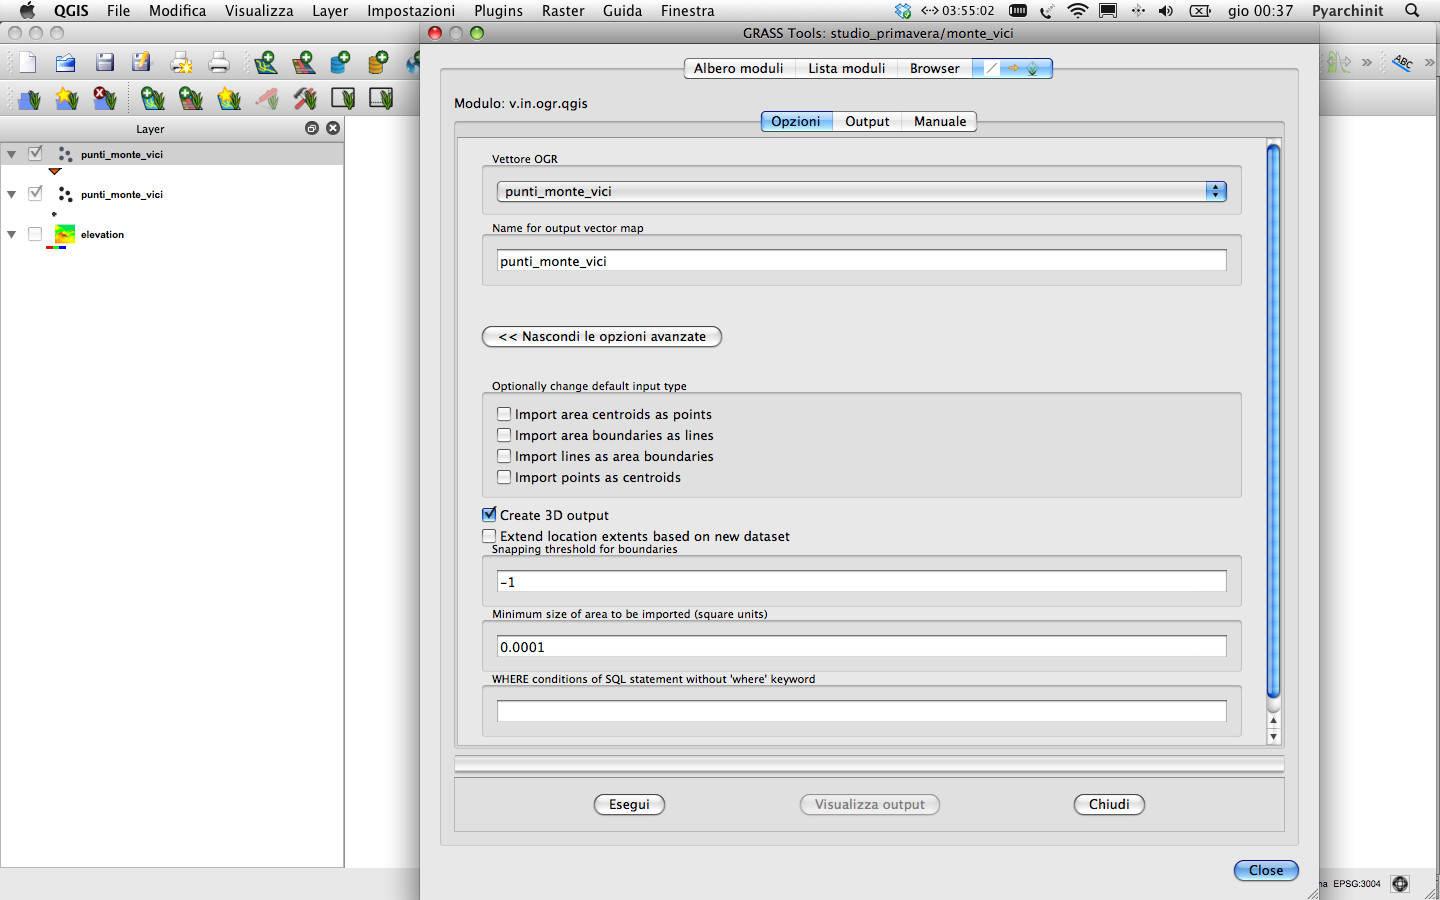 QGIS File Modifica Visualizza Layer Impostazioni Plugins Raster Guida Finestra 03:55:02 gio 00:37 Pyarchinit
GRASS Tools: studio_primavera/monte_vici
Albero moduli Lista moduli Browser
ABC
Modulo: v.in.ogr.qgis
Opzioni Output Manuale
Layer
punti_monte_vici
punti_monte_vici
elevation
Vettore OGR
punti_monte_vici
Name for output vector map
punti_monte_vici
<< Nascondi le opzioni avanzate
Optionally change default input type
Import area centroids as points
Import area boundaries as lines
Import lines as area boundaries
Import points as centroids
Create 3D output
Extend location extents based on new dataset
Snapping threshold for boundaries
-1
Minimum size of area to be imported (square units)
0.0001
WHERE conditions of SQL statement without 'where' keyword
Esegui Visualizza output Chiudi
Close
na EPSG:3004